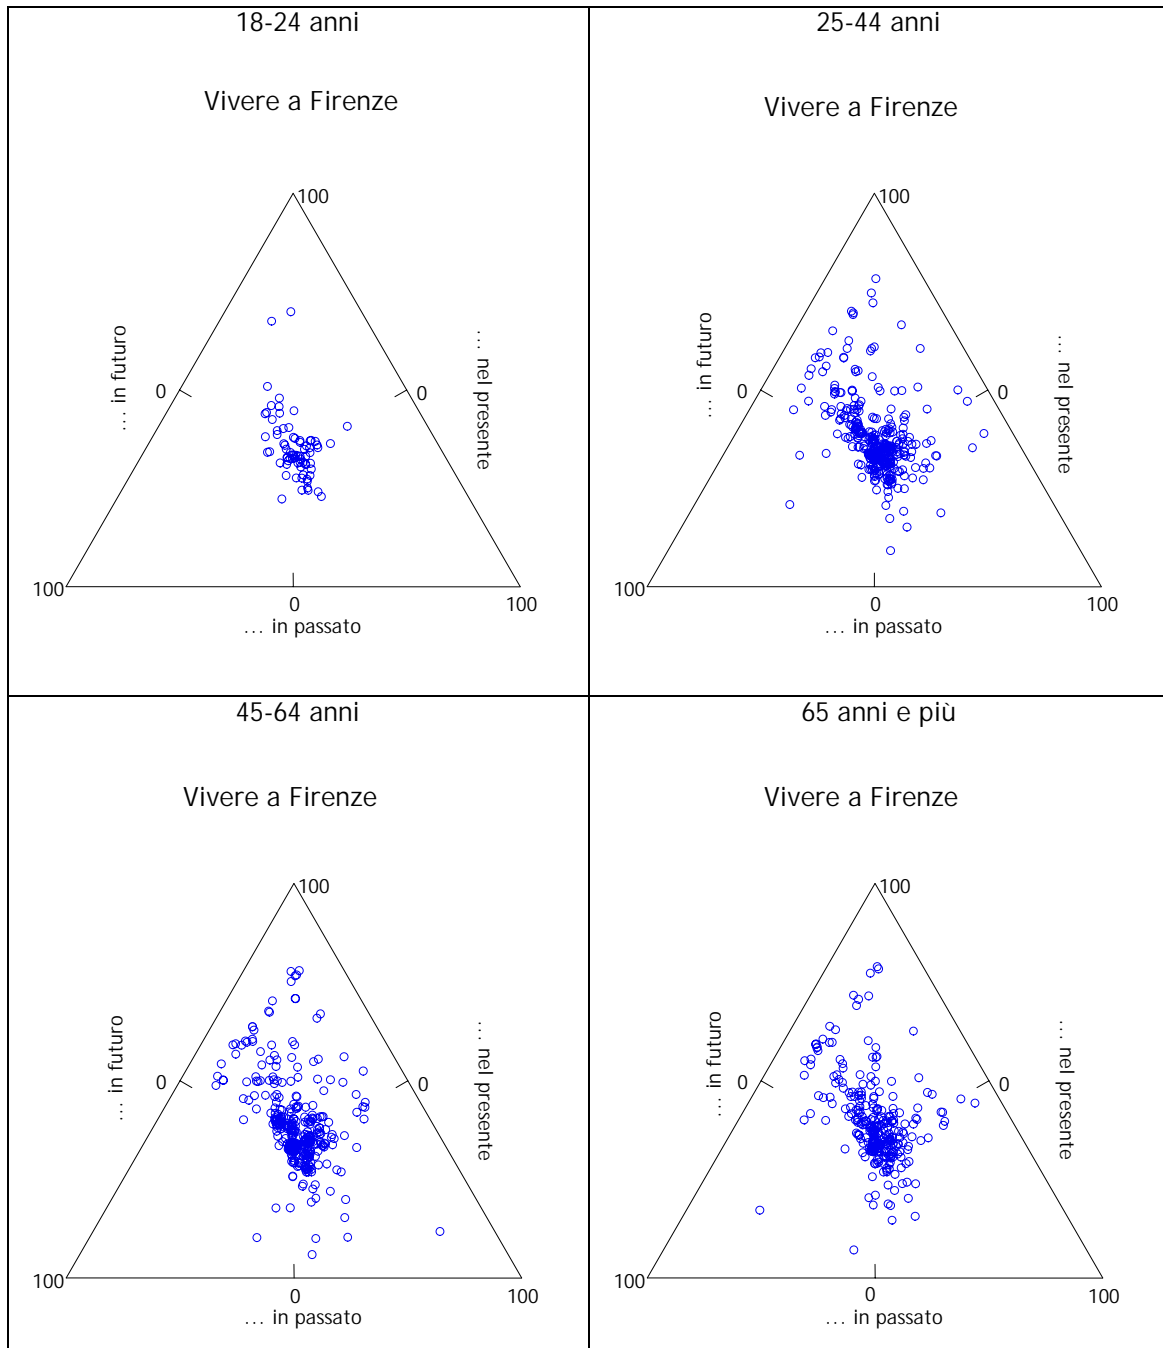 18-24 anni
Vivere a Firenze
100
… in futuro
… nel presente
0
0
100
0
100
… in passato
25-44 anni
Vivere a Firenze
100
… in futuro
… nel presente
0
0
100
0
100
… in passato
45-64 anni
Vivere a Firenze
100
… in futuro
… nel presente
0
0
100
0
100
… in passato
65 anni e più
Vivere a Firenze
100
… in futuro
… nel presente
0
0
100
0
100
… in passato